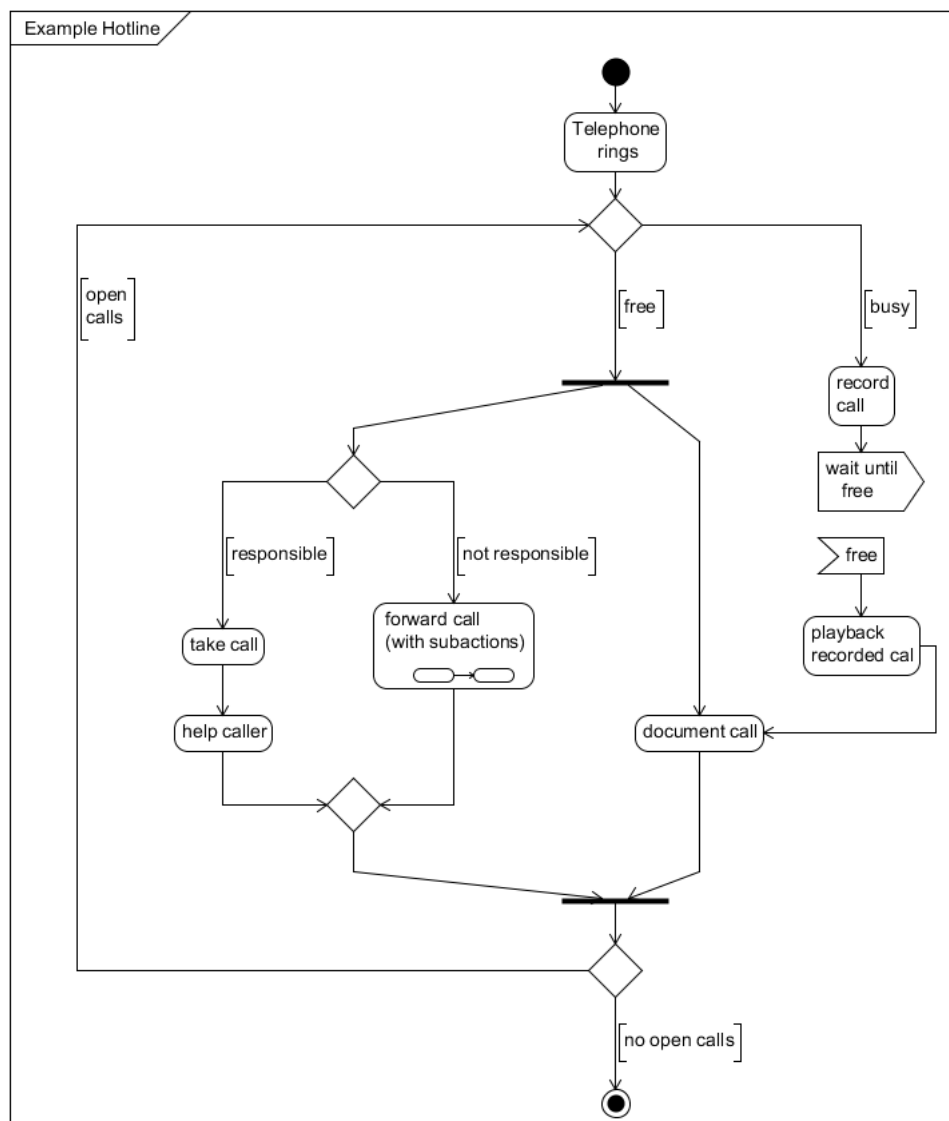 Example Hotline
Telephone
rings
[open
calls]
[free]
[busy]
record
call
wait until
free
[responsible]
[not responsible]
free
take call
forward call
(with subactions)
playback
recorded cal
help caller
document call
[no open calls]